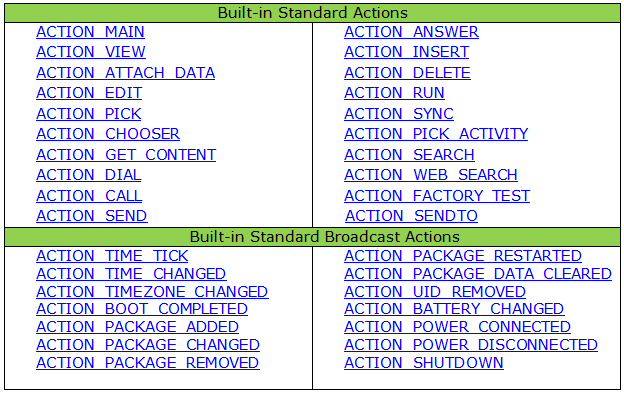 Built-in Standard Actions
ACTION_MAIN
ACTION_VIEW
ACTION_ATTACH_DATA
ACTION_EDIT
ACTION_PICK
ACTION_CHOOSER
ACTION_GET_CONTENT
ACTION_DIAL
ACTION_CALL
ACTION_SEND
ACTION_ANSWER
ACTION_INSERT
ACTION_DELETE
ACTION_RUN
ACTION_SYNC
ACTION_PICK_ACTIVITY
ACTION_SEARCH
ACTION_WEB_SEARCH
ACTION_FACTORY_TEST
ACTION_SENDTO
Built-in Standard Broadcast Actions
ACTION_TIME_TICK
ACTION_TIME_CHANGED
ACTION_TIMEZONE_CHANGED
ACTION_BOOT_COMPLETED
ACTION_PACKAGE_ADDED
ACTION_PACKAGE_CHANGED
ACTION_PACKAGE_REMOVED
ACTION_PACKAGE_RESTARTED
ACTION_PACKAGE_DATA_CLEARED
ACTION_UID_REMOVED
ACTION_BATTERY_CHANGED
ACTION_POWER_CONNECTED
ACTION_POWER_DISCONNECTED
ACTION_SHUTDOWN